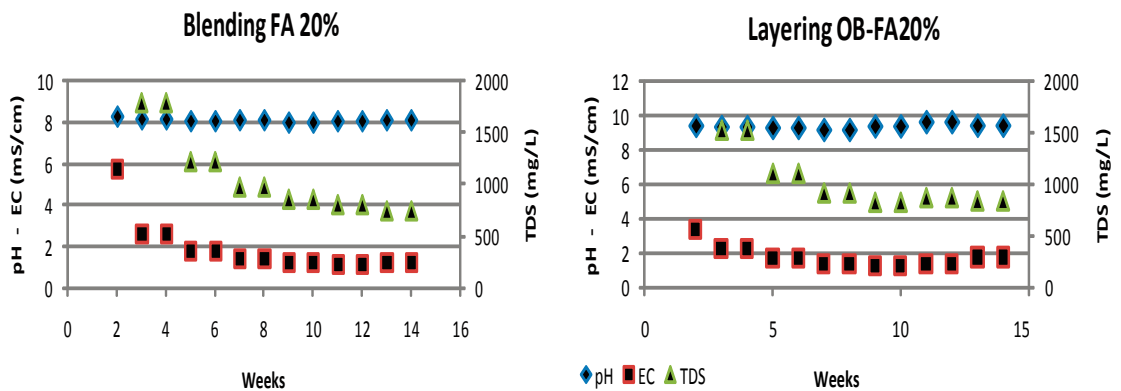 Blending FA 20%
pH - EC (mS/cm)
10
8
6
4
2
0
2000
1500
1000
500
0
TDS (mg/L)
0 2 4 6 8 10 12 14 16
Weeks
Layering OB-FA20%
pH - EC (mS/cm)
12
10
8
6
4
2
0
2000
1500
1000
500
0
TDS (mg/L)
0 5 10 15
Weeks
pH EC TDS